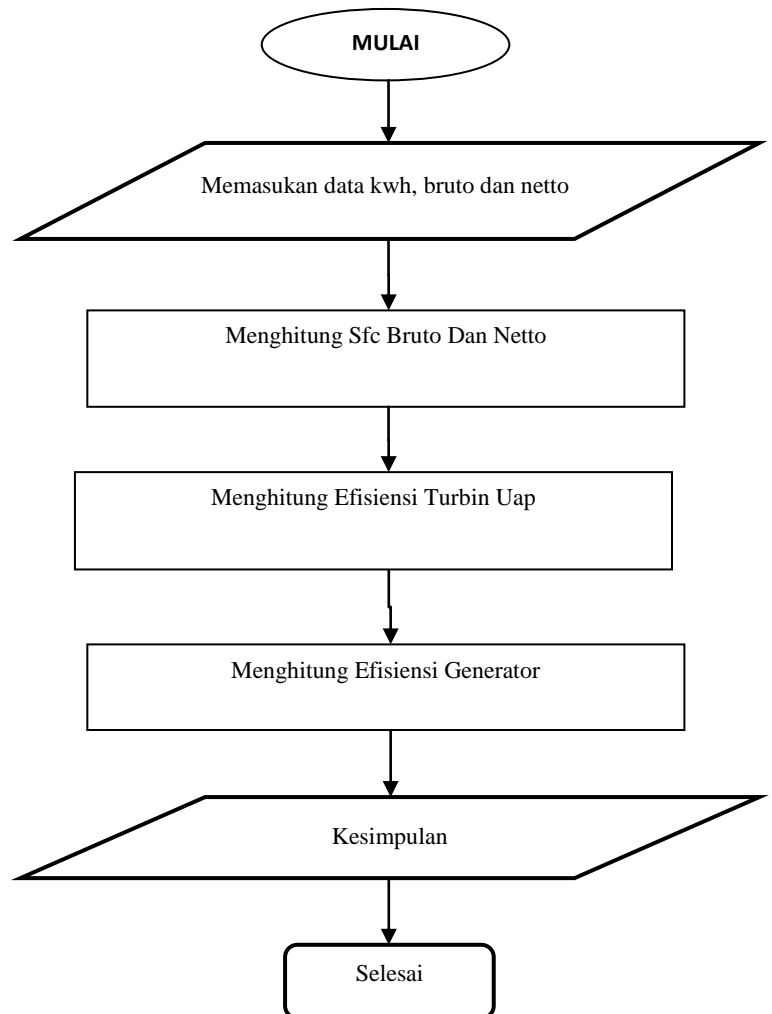 MULAI
Memasukan data kwh, bruto dan netto
Menghitung Sfc Bruto Dan Netto
Menghitung Efisiensi Turbin Uap
Menghitung Efisiensi Generator
Kesimpulan
Selesai